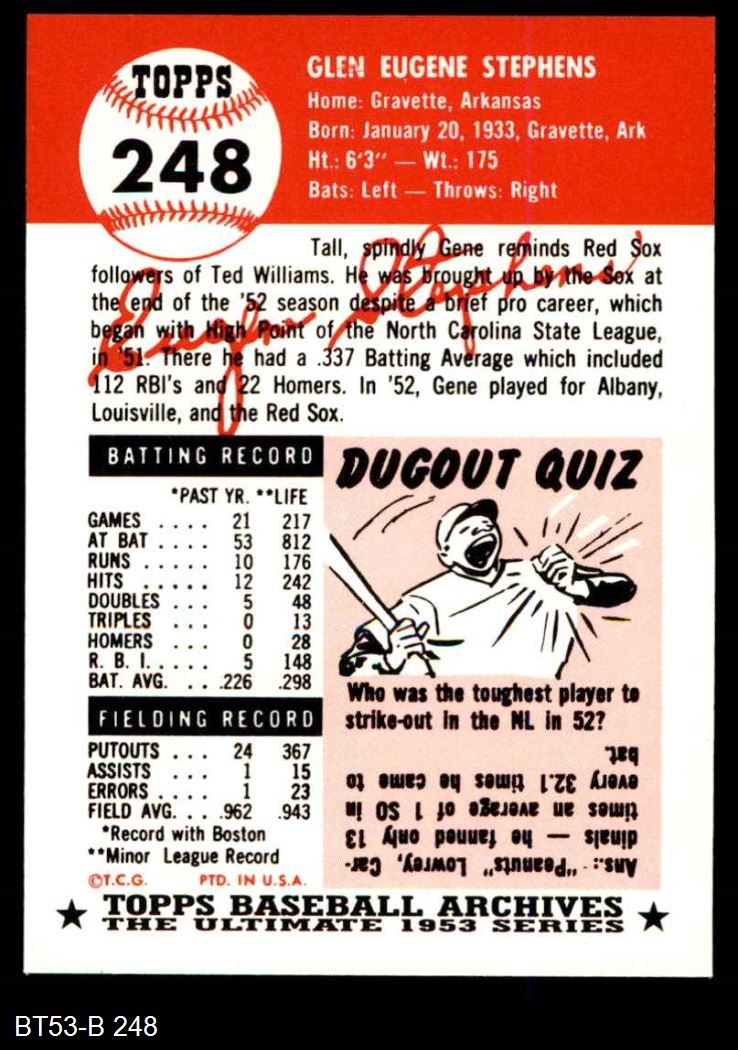 TOPPS
248
GLEN EUGENE STEPHENS
Home: Gravette, Arkansas
Born: January 20, 1933, Gravette, Ark
Ht.: 6'3" — Wt.: 175
Bats: Left — Throws: Right
Tall, spindly Gene reminds Red Sox
followers of Ted Williams. He was brought up by the Sox at
the end of the '52 season despite a brief pro career, which
began with High Point of the North Carolina State League,
in '51. There he had a .337 Batting Average which included
112 RBI's and 22 Homers. In '52, Gene played for Albany,
Louisville, and the Red Sox.
Eugene Stephens
BATTING RECORD
*PAST YR. **LIFE
GAMES .... 21 217
AT BAT .... 53 812
RUNS .... 10 176
HITS ..... 12 242
DOUBLES ... 5 48
TRIPLES ... 0 13
HOMERS ... 0 28
R. B. I. .... 5 148
BAT. AVG. ... .226 .298
FIELDING RECORD
PUTOUTS ... 24 367
ASSISTS ... 1 15
ERRORS .... 1 23
FIELD AVG. ... .962 .943
*Record with Boston
**Minor League Record
©T.C.G. PTD. IN U.S.A.
DUGOUT QUIZ
Who was the toughest player to
strike-out in the NL in 52?
Ans.: "Peanuts" Lowrey, Car-
dinals — he fanned only 13
times an average of 1 SO in
every 32.1 times he came to
bat.
★ TOPPS BASEBALL ARCHIVES ★
THE ULTIMATE 1953 SERIES
BT53-B 248